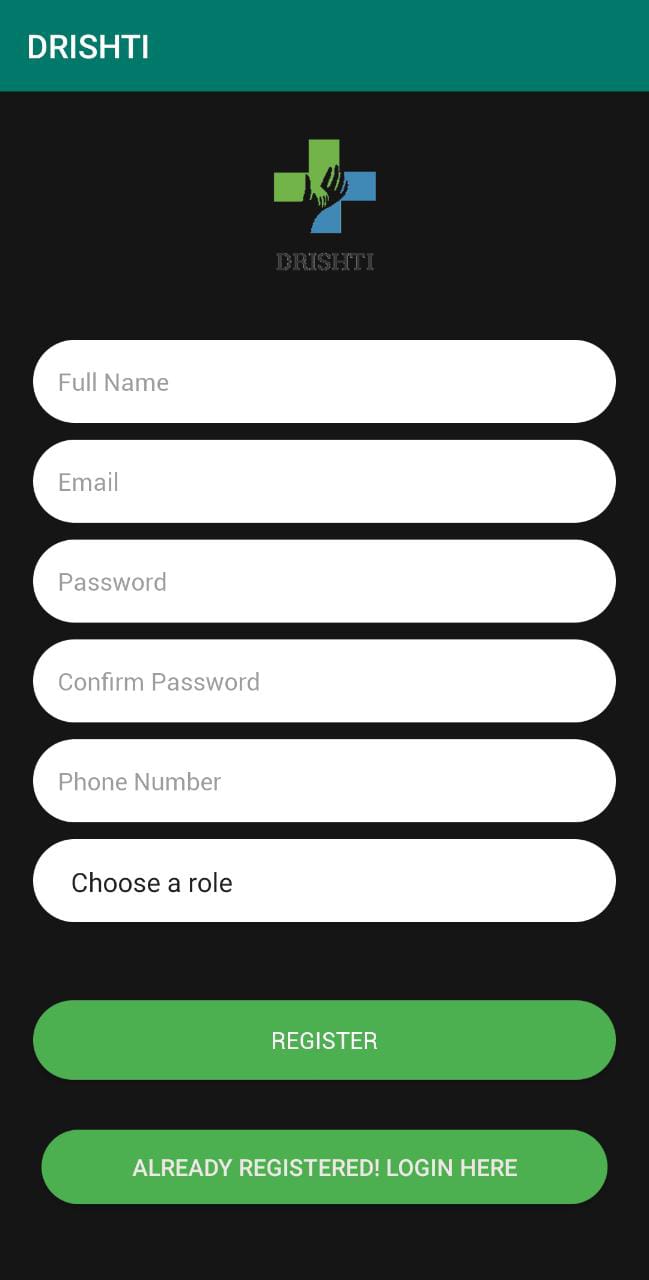 DRISHTI
DRISHTI
Full Name
Email
Password
Confirm Password
Phone Number
Choose a role
REGISTER
ALREADY REGISTERED! LOGIN HERE